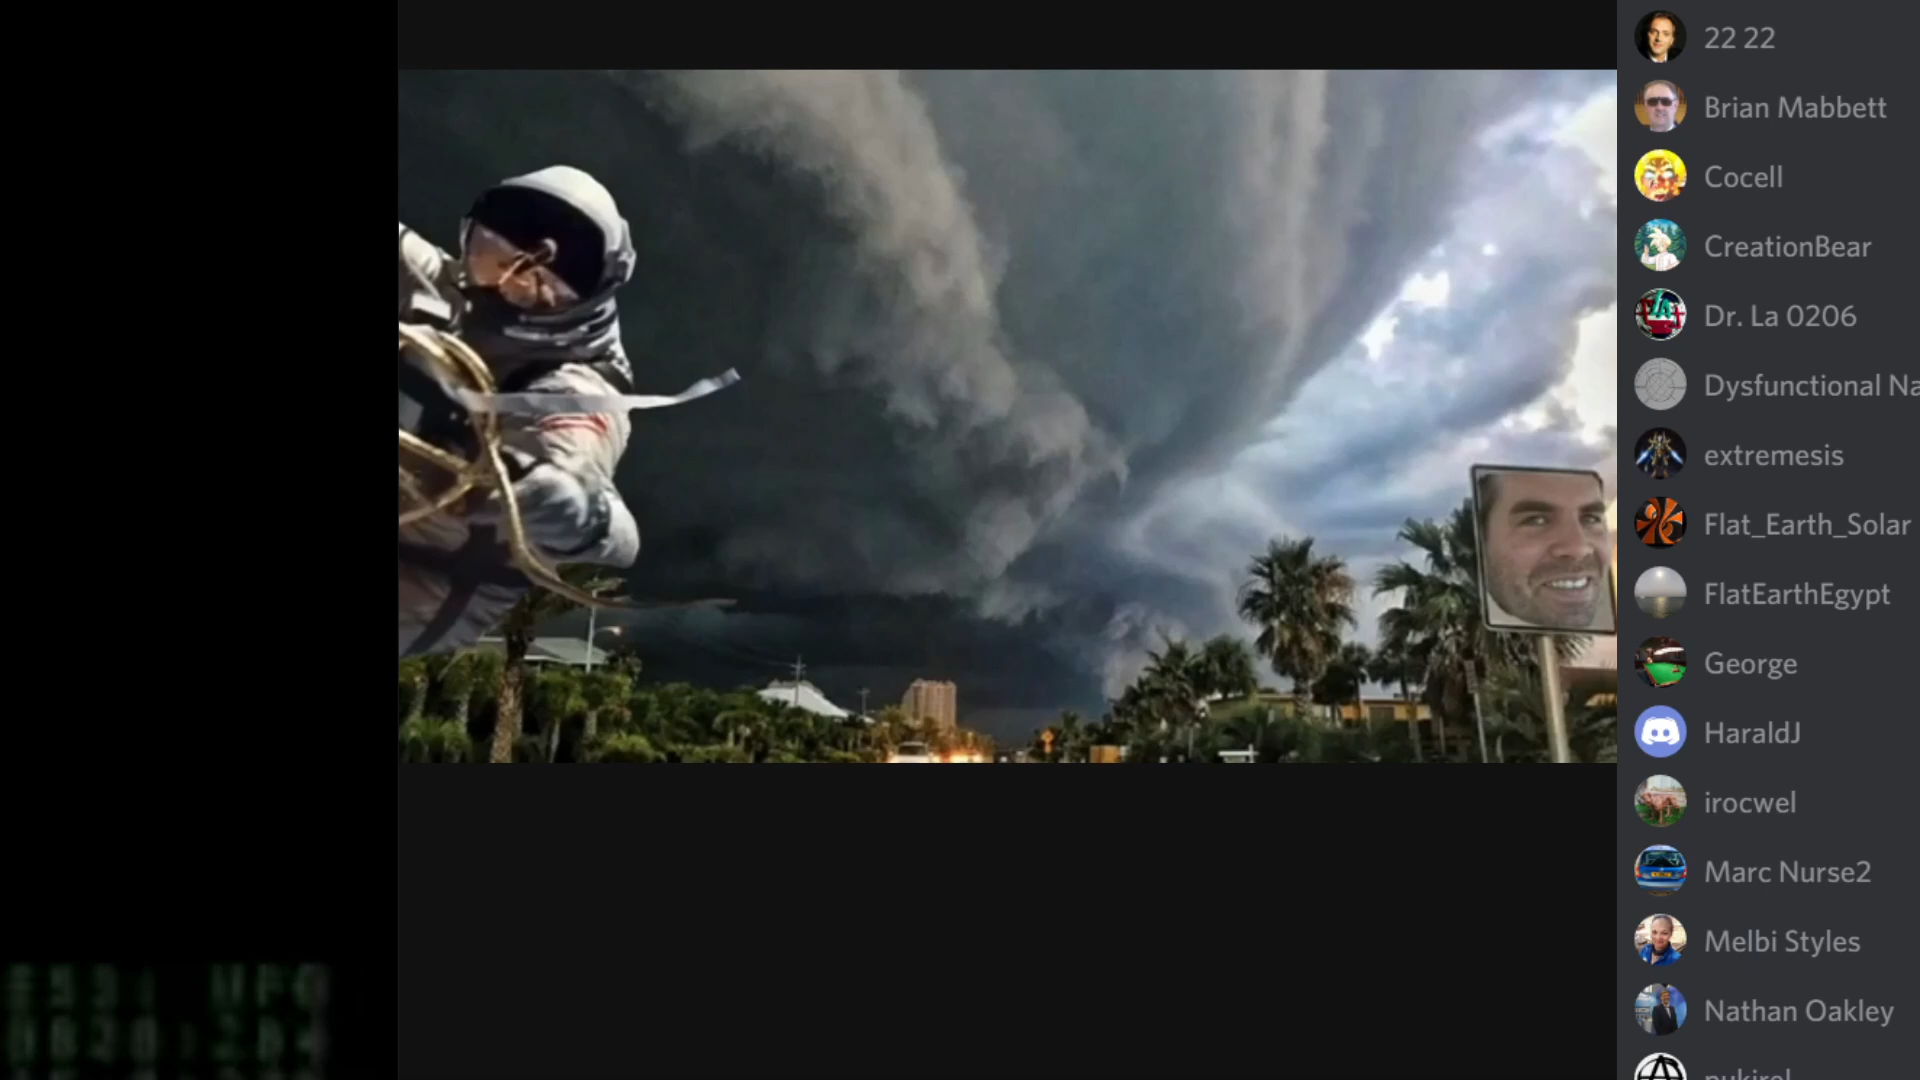 22 22
Brian Mabbett
Cocell
CreationBear
Dr. La 0206
Dysfunctional Na
extremesis
Flat_Earth_Solar
FlatEarthEgypt
George
HaraldJ
irocwel
Marc Nurse2
Melbi Styles
Nathan Oakley